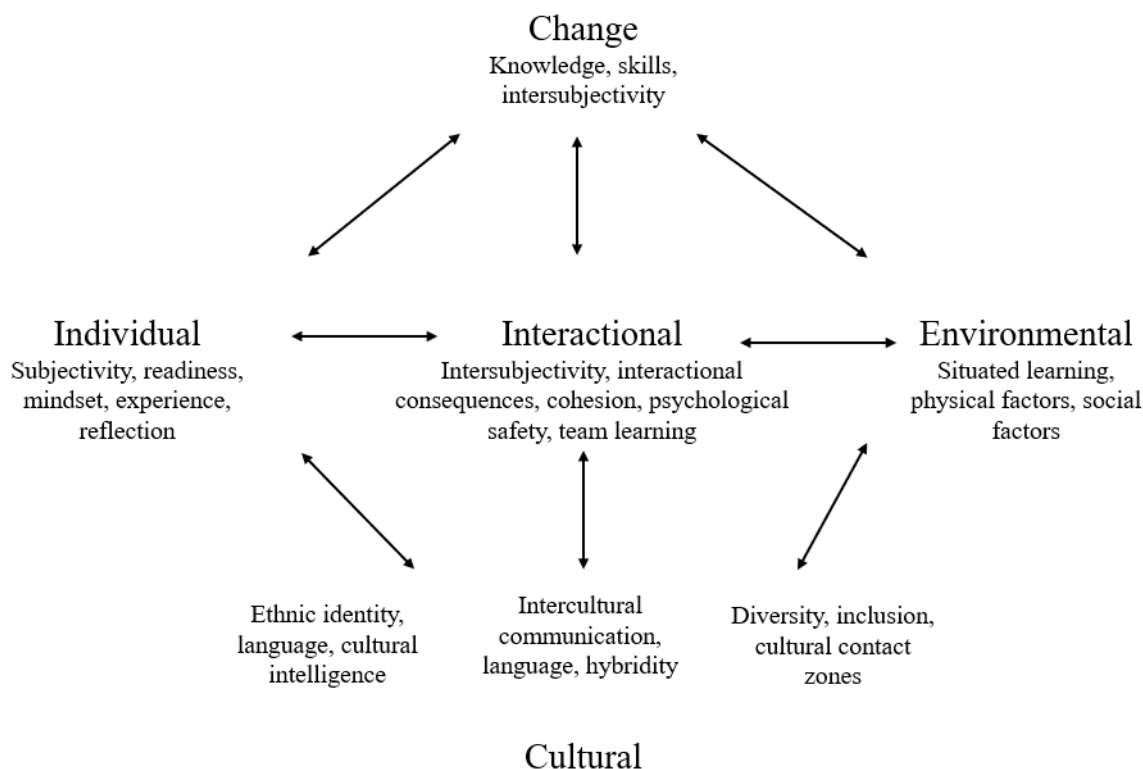 Change
Knowledge, skills,
intersubjectivity
Individual
Subjectivity, readiness,
mindset, experience,
reflection
Interactional
Intersubjectivity, interactional
consequences, cohesion, psychological
safety, team learning
Environmental
Situated learning,
physical factors, social
factors
Ethnic identity,
language, cultural
intelligence
Intercultural
communication,
language, hybridity
Diversity, inclusion,
cultural contact
zones
Cultural